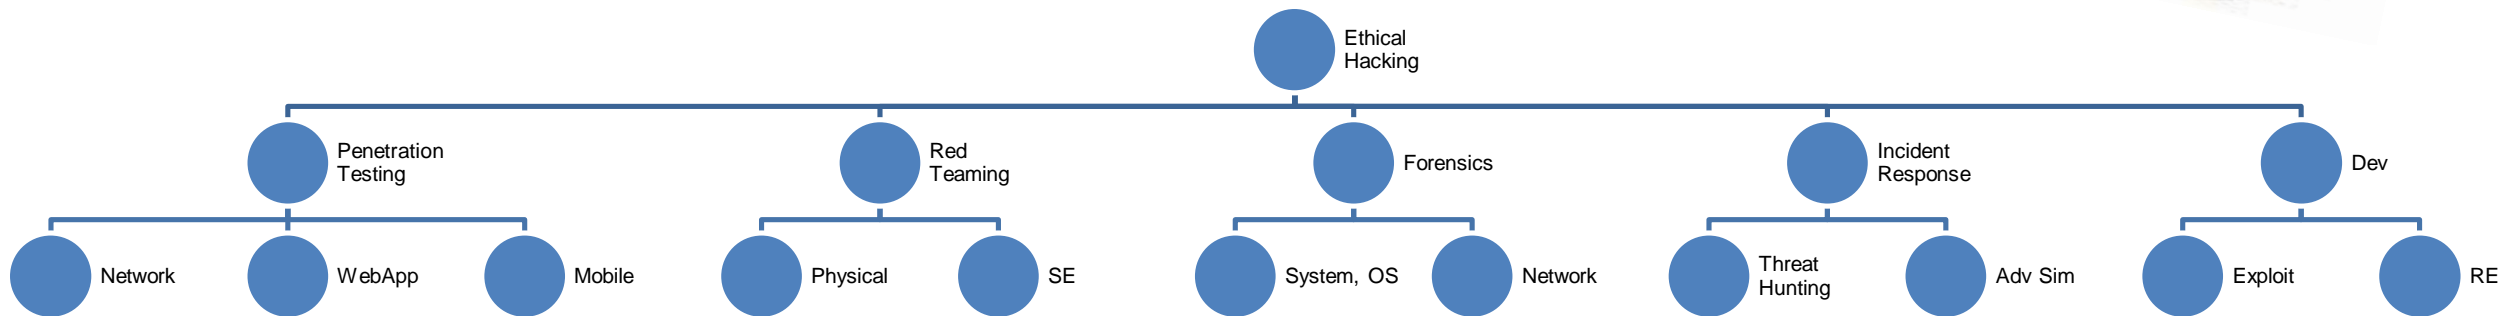 Ethical
Hacking
Penetration
Testing
Red
Teaming
Forensics
Incident
Response
Dev
Network
WebApp
Mobile
Physical
SE
System, OS
Network
Threat
Hunting
Adv Sim
Exploit
RE